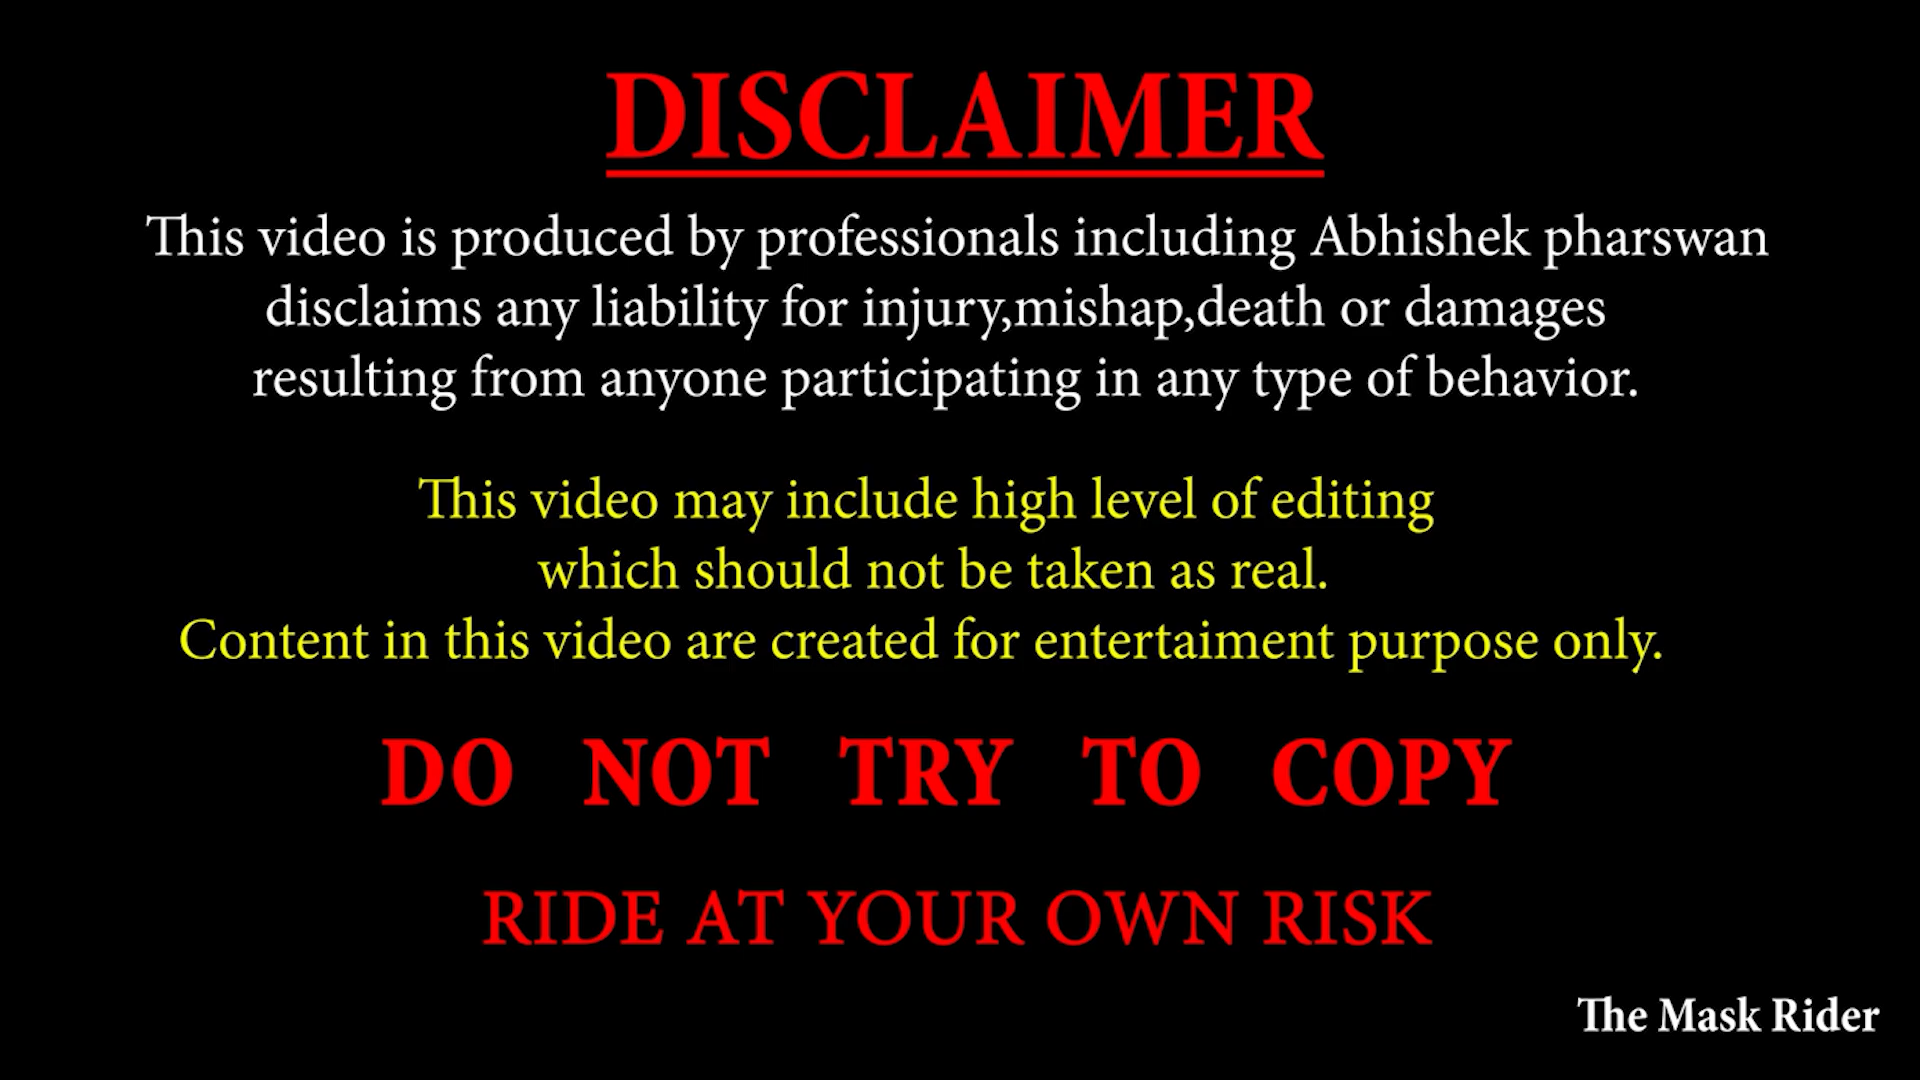 DISCLAIMER
This video is produced by professionals including Abhishek pharswan
disclaims any liability for injury,mishap,death or damages
resulting from anyone participating in any type of behavior.
This video may include high level of editing
which should not be taken as real.
Content in this video are created for entertaiment purpose only.
DO NOT TRY TO COPY
RIDE AT YOUR OWN RISK
The Mask Rider